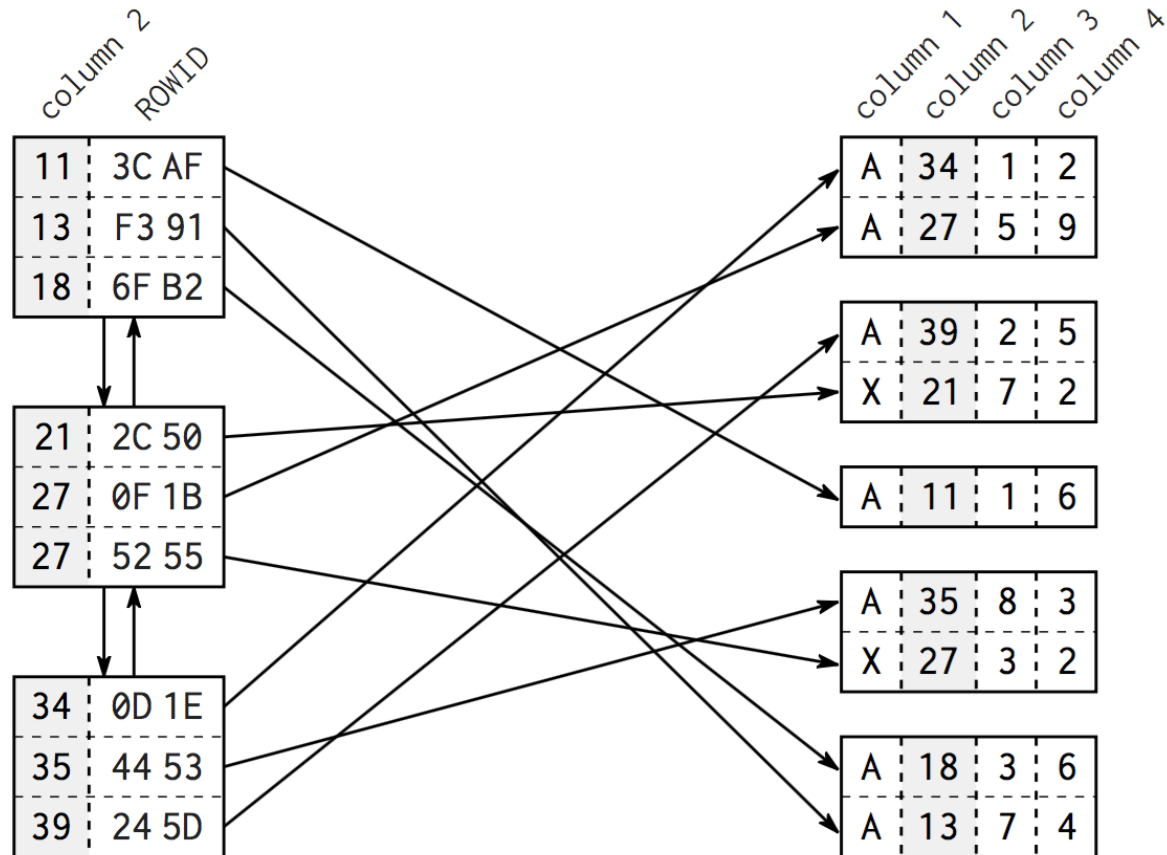 column 2
ROWID
11 3C AF
13 F3 91
18 6F B2
21 2C 50
27 0F 1B
27 52 55
34 0D 1E
35 44 53
39 24 5D
column 1
column 2
column 3
column 4
A 34 1 2
A 27 5 9
A 39 2 5
X 21 7 2
A 11 1 6
A 35 8 3
X 27 3 2
A 18 3 6
A 13 7 4